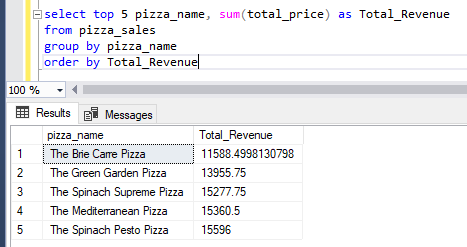 select top 5 pizza_name, sum(total_price) as Total_Revenue
from pizza_sales
group by pizza_name
order by Total_Revenue
100 %
Results Messages
pizza_name Total_Revenue
1 The Brie Carre Pizza 11588.4998130798
2 The Green Garden Pizza 13955.75
3 The Spinach Supreme Pizza 15277.75
4 The Mediterranean Pizza 15360.5
5 The Spinach Pesto Pizza 15596